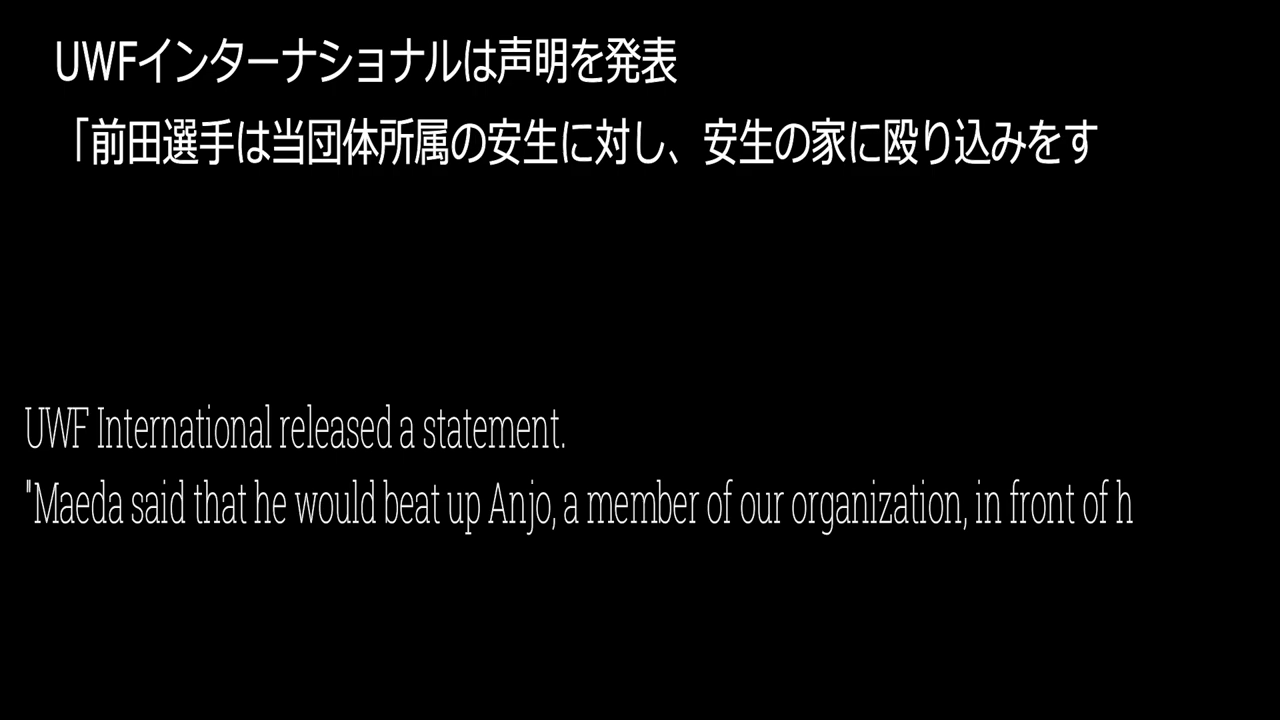 UWFインターナショナルは声明を発表
「前田選手は当団体所属の安生に対し、安生の家に殴り込みをす
UWF International released a statement.
"Maeda said that he would beat up Anjo, a member of our organization, in front of h